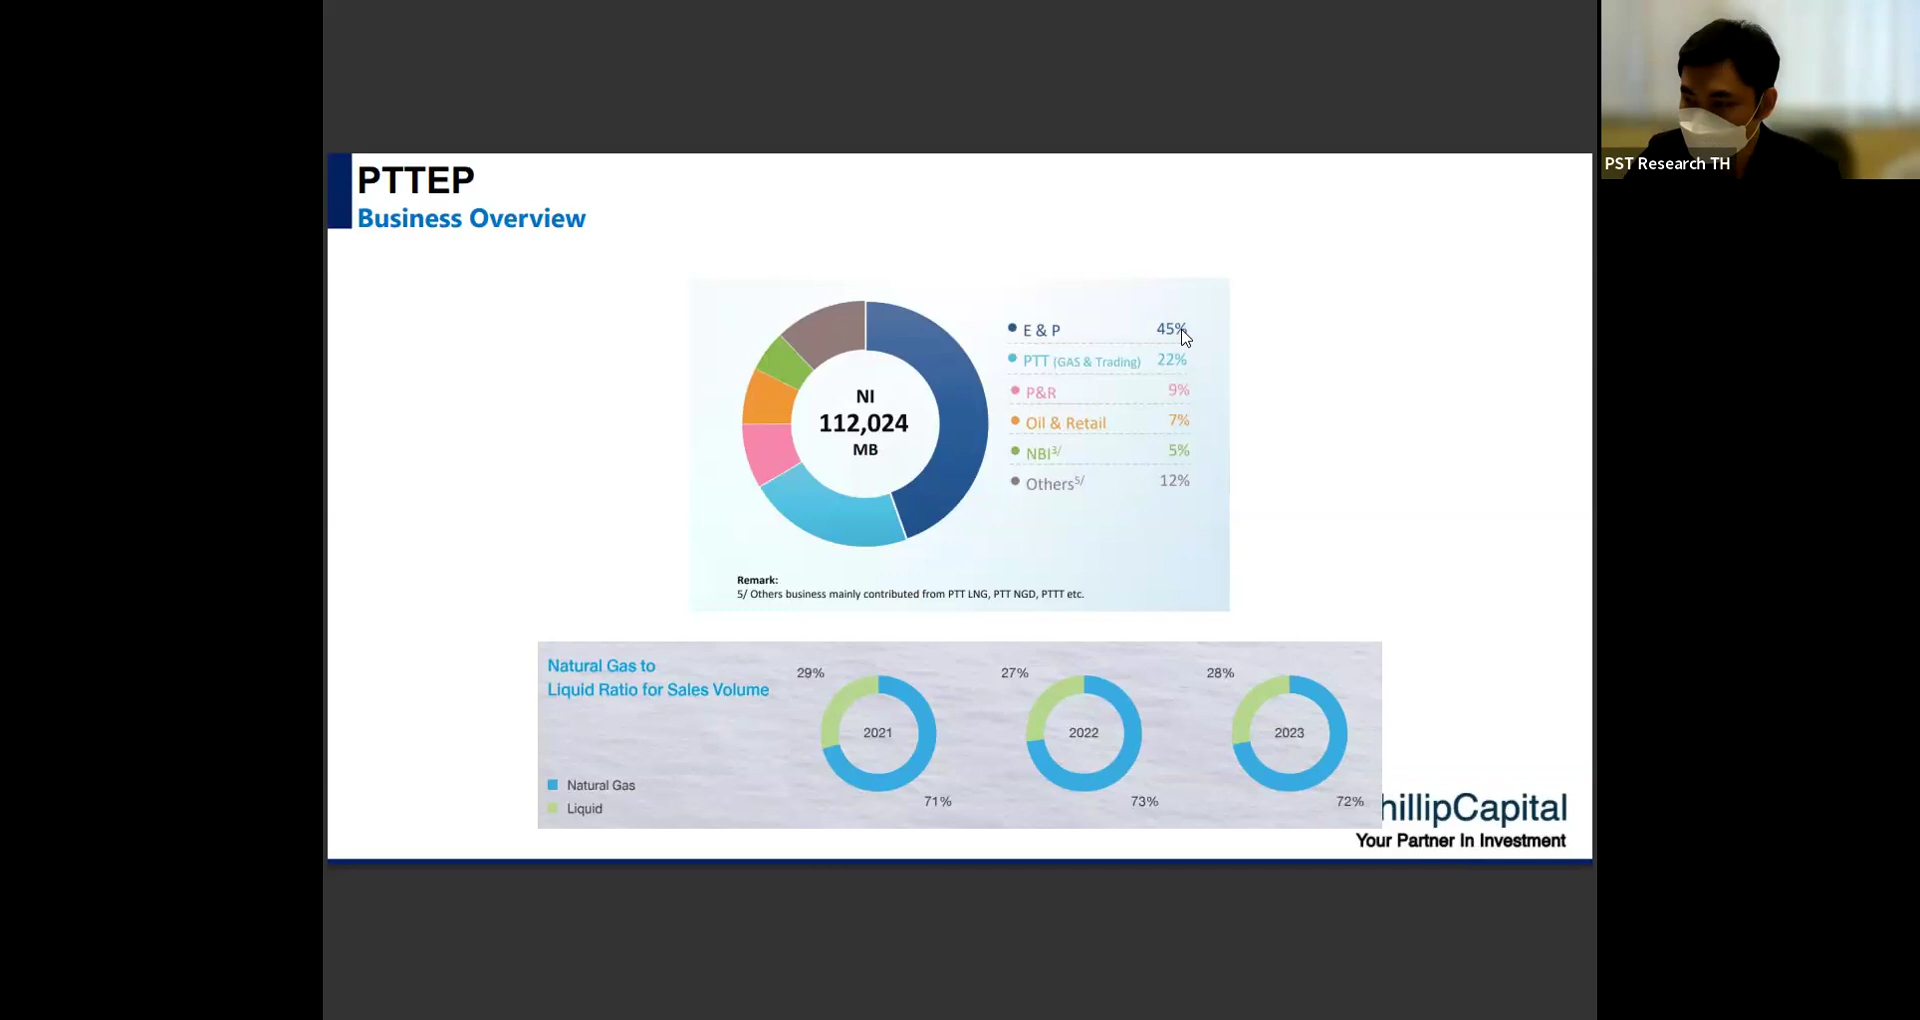 PTTEP
Business Overview
NI
112,024
MB
E & P 45%
PTT (GAS & Trading) 22%
P&R 9%
Oil & Retail 7%
NBI3/ 5%
Others5/ 12%
Remark:
5/ Others business mainly contributed from PTT LNG, PTT NGD, PTTT etc.
Natural Gas to
Liquid Ratio for Sales Volume
Natural Gas
Liquid
29%
2021
71%
27%
2022
73%
28%
2023
72%
hillipCapital
Your Partner In Investment
PST Research TH